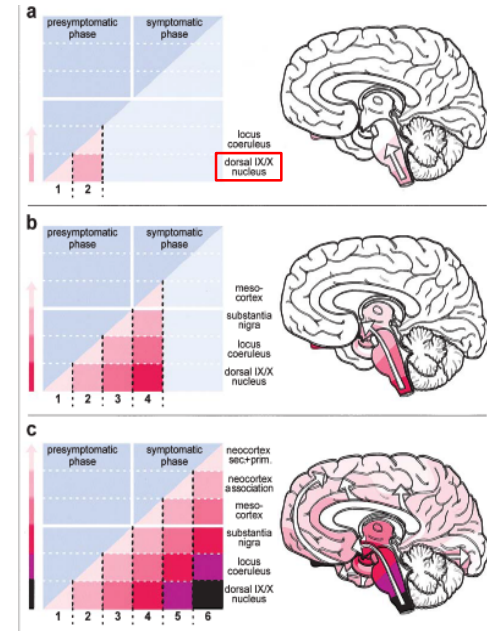 a
presymptomatic
phase
symptomatic
phase
locus
coeruleus
dorsal IX/X
nucleus
1 2
b
presymptomatic
phase
symptomatic
phase
meso-
cortex
substantia
nigra
locus
coeruleus
dorsal IX/X
nucleus
1 2 3 4
c
presymptomatic
phase
symptomatic
phase
neocortex
sec.+prim.
neocortex
association
meso-
cortex
substantia
nigra
locus
coeruleus
dorsal IX/X
nucleus
1 2 3 4 5 6